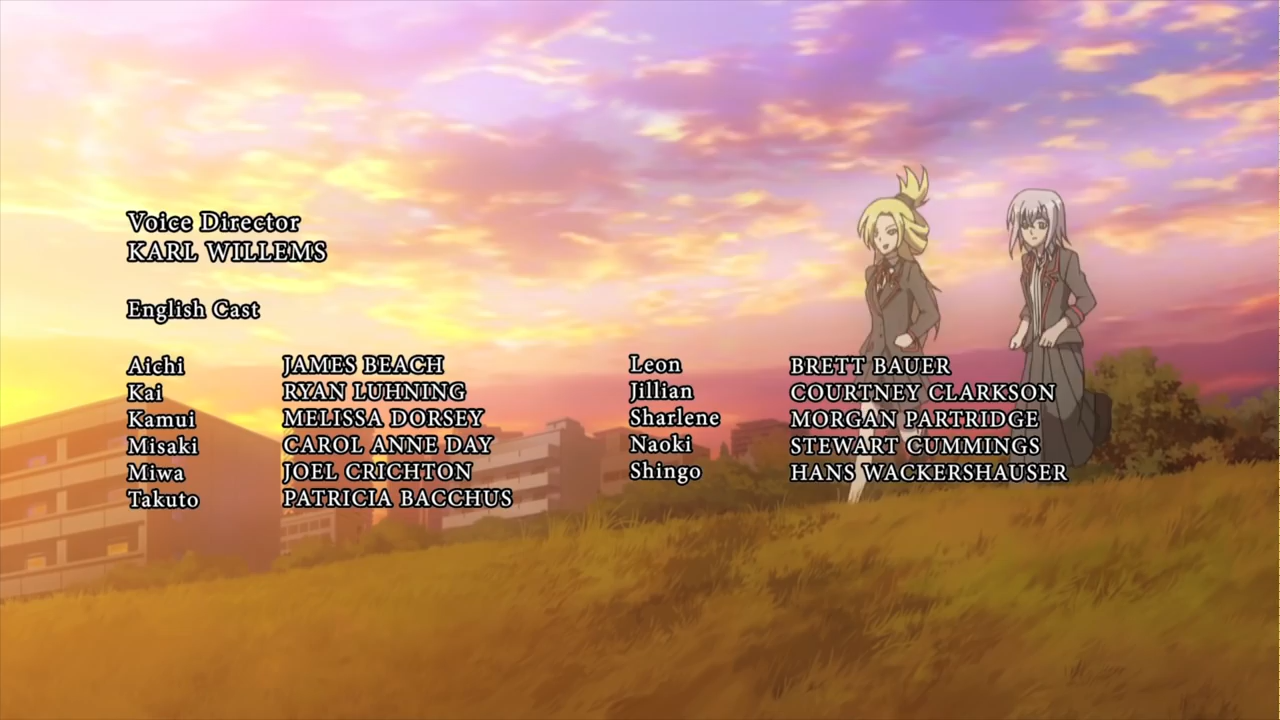 Voice Director
KARL WILLEMS
English Cast
Aichi JAMES BEACH
Kai RYAN LUHNING
Kamui MELISSA DORSEY
Misaki CAROL ANNE DAY
Miwa JOEL CRICHTON
Takuto PATRICIA BACCHUS
Leon BRETT BAUER
Jillian COURTNEY CLARKSON
Sharlene MORGAN PARTRIDGE
Naoki STEWART CUMMINGS
Shingo HANS WACKERSHAUSER